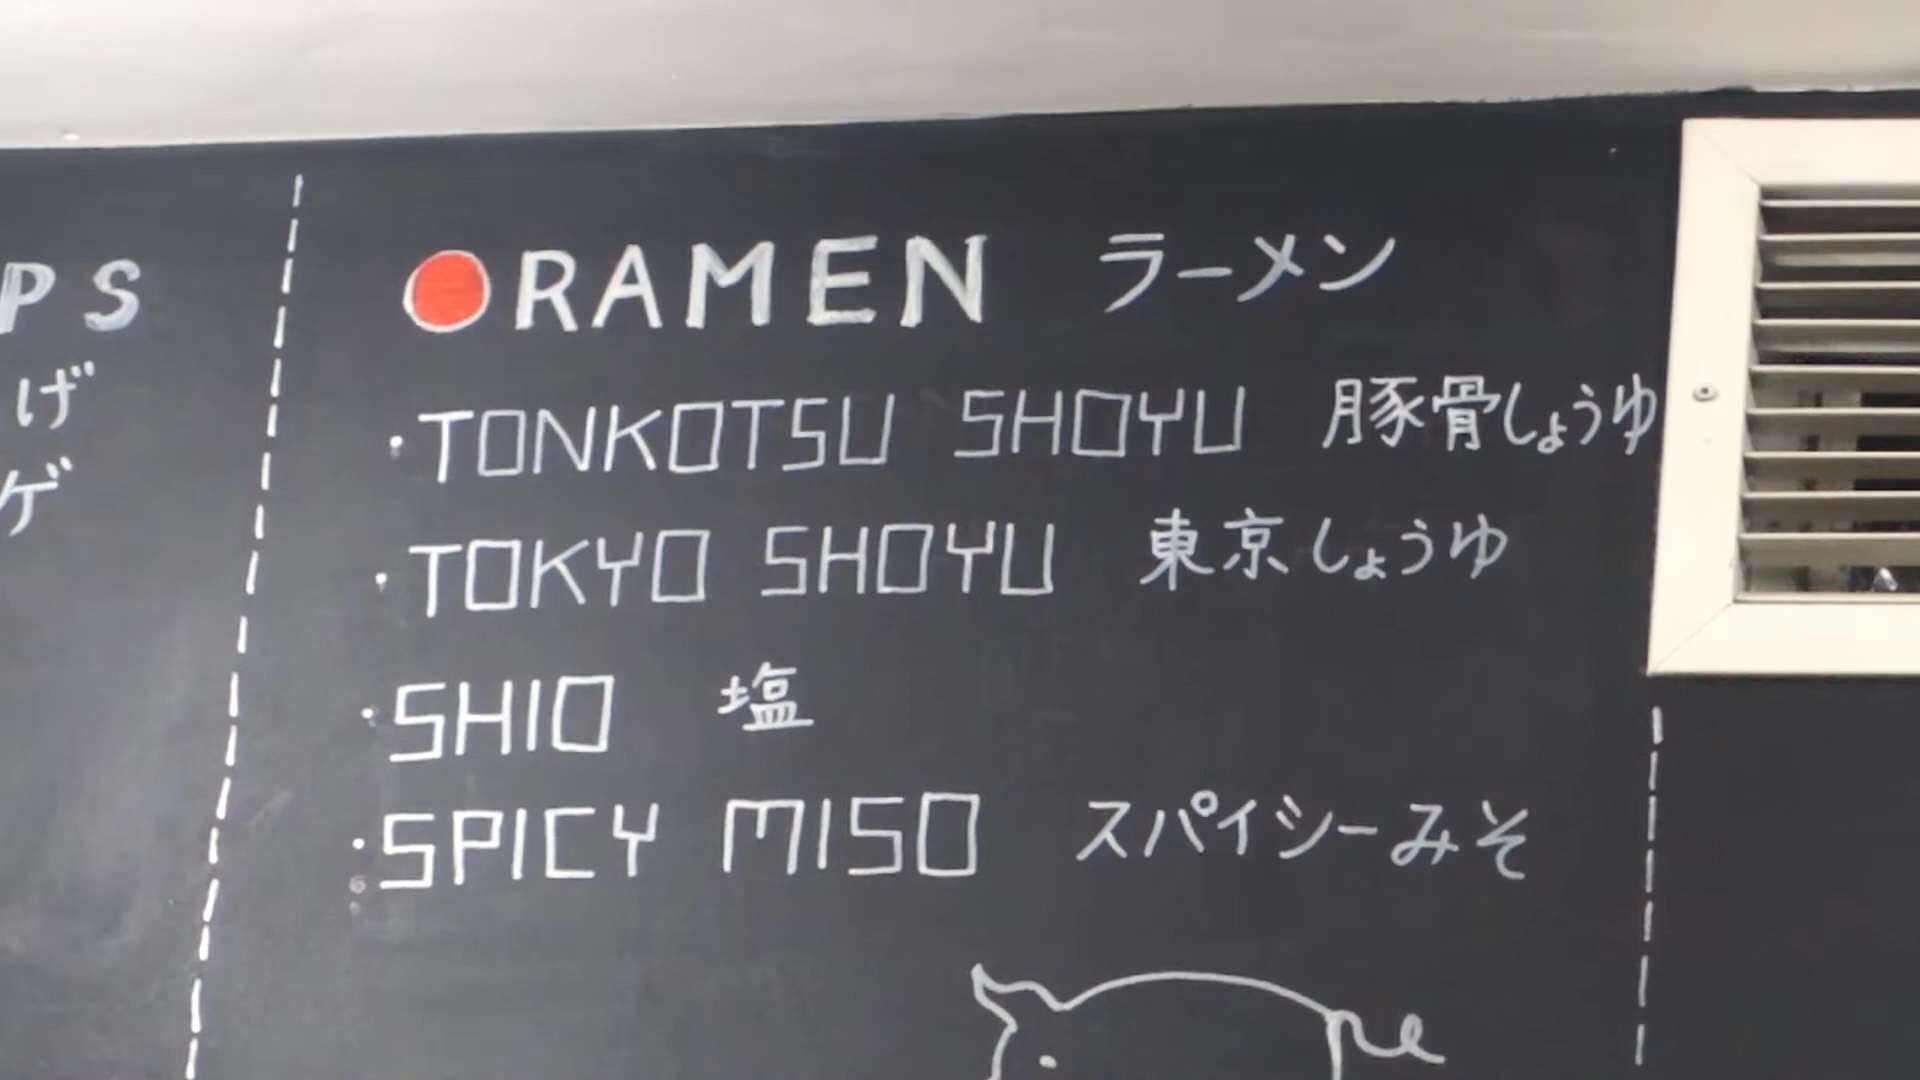 PS
げ
ゲ
RAMEN ラーメン
・TONKOTSU SHOYU 豚骨しょうゆ
・TOKYO SHOYU 東京しょうゆ
・SHIO 塩
・SPICY MISO スパイシーみそ